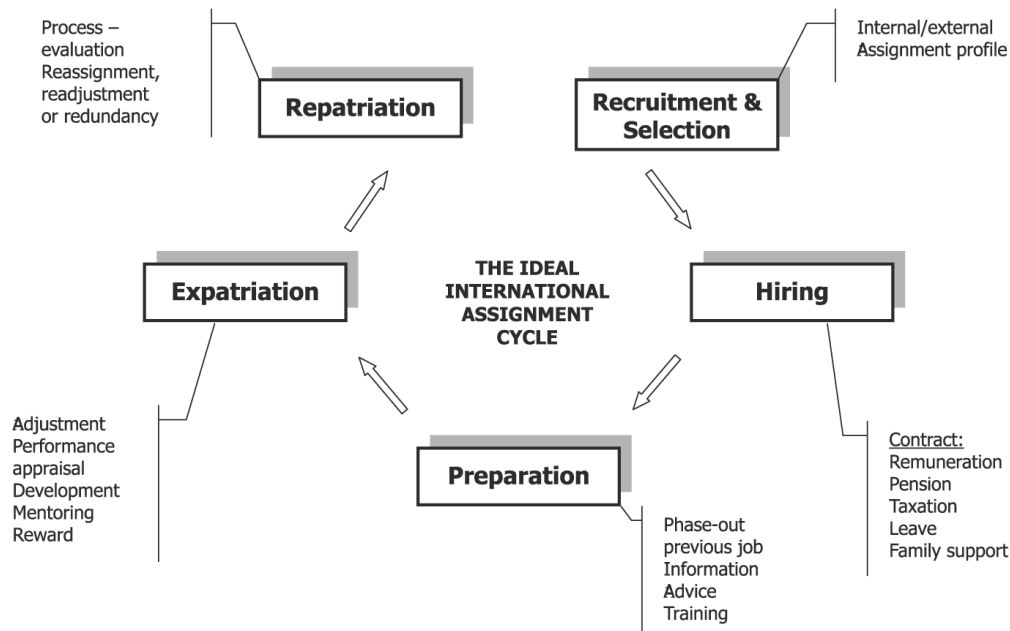 Process –
evaluation
Reassignment,
readjustment
or redundancy
Repatriation
Recruitment &
Selection
Internal/external
Assignment profile
Expatriation
THE IDEAL
INTERNATIONAL
ASSIGNMENT
CYCLE
Hiring
Adjustment
Performance
appraisal
Development
Mentoring
Reward
Preparation
Phase-out
previous job
Information
Advice
Training
Contract:
Remuneration
Pension
Taxation
Leave
Family support